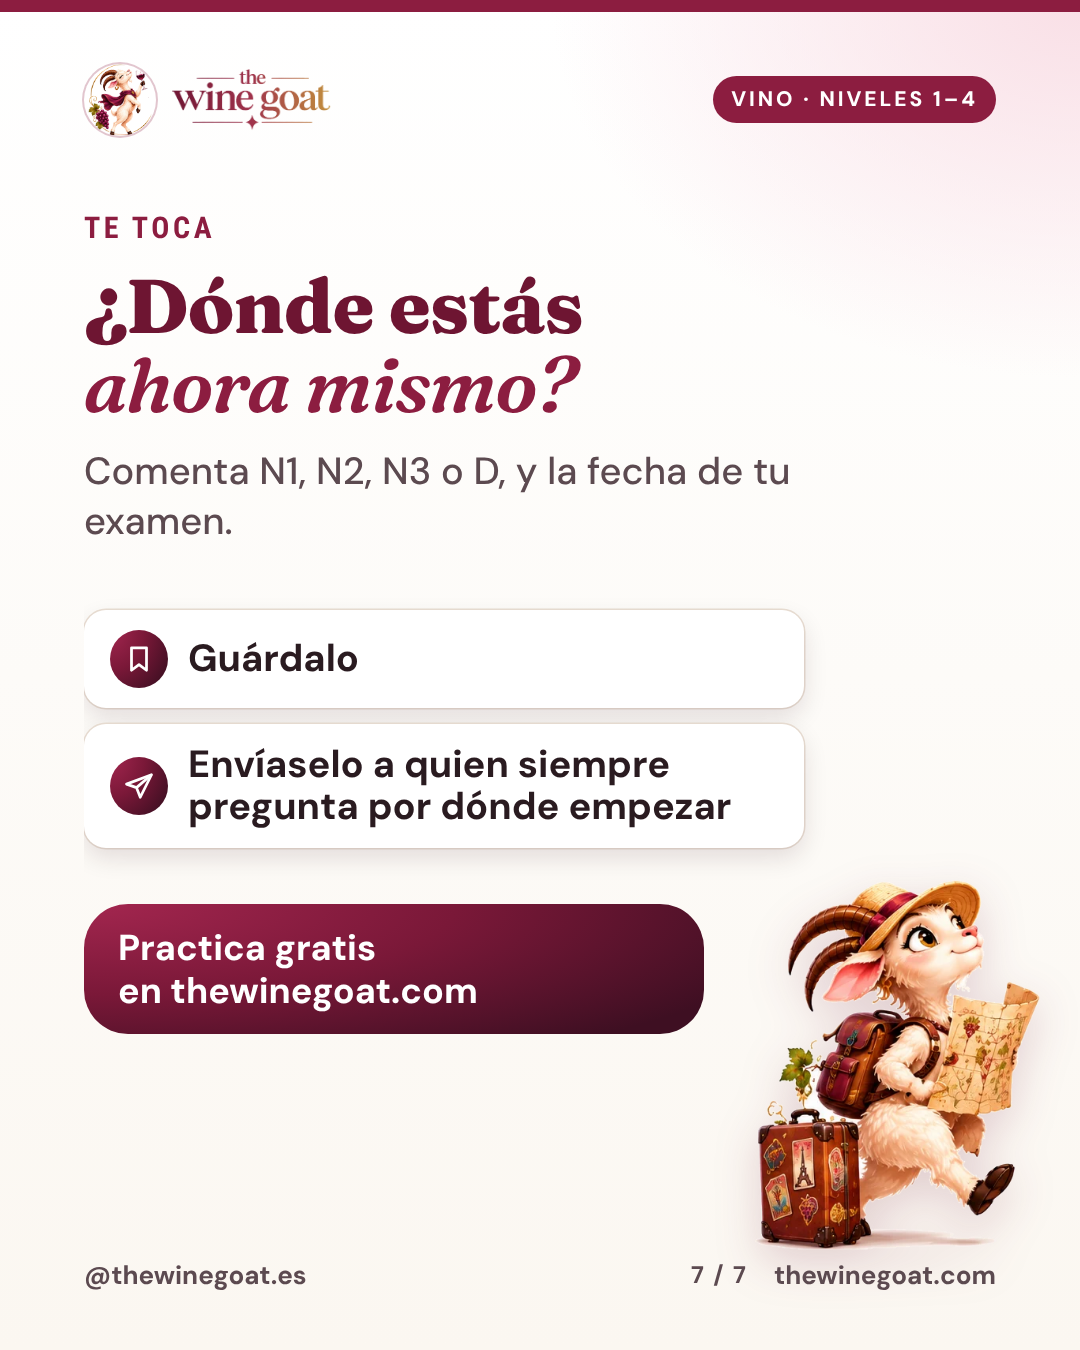 the
wine goat
VINO · NIVELES 1–4
TE TOCA
¿Dónde estás
ahora mismo?
Comenta N1, N2, N3 o D, y la fecha de tu
examen.
Guárdalo
Envíaselo a quien siempre
pregunta por dónde empezar
Practica gratis
en thewinegoat.com
@thewinegoat.es
7 / 7
thewinegoat.com